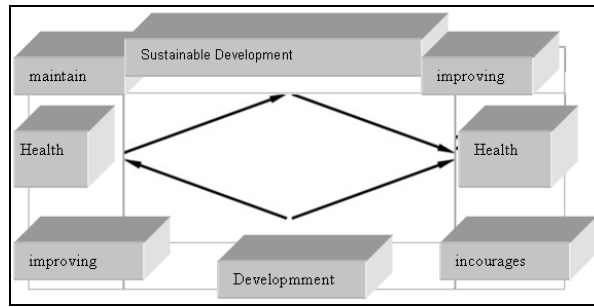 Sustainable Development
maintain
improving
Health
Health
improving
Developmment
incourages